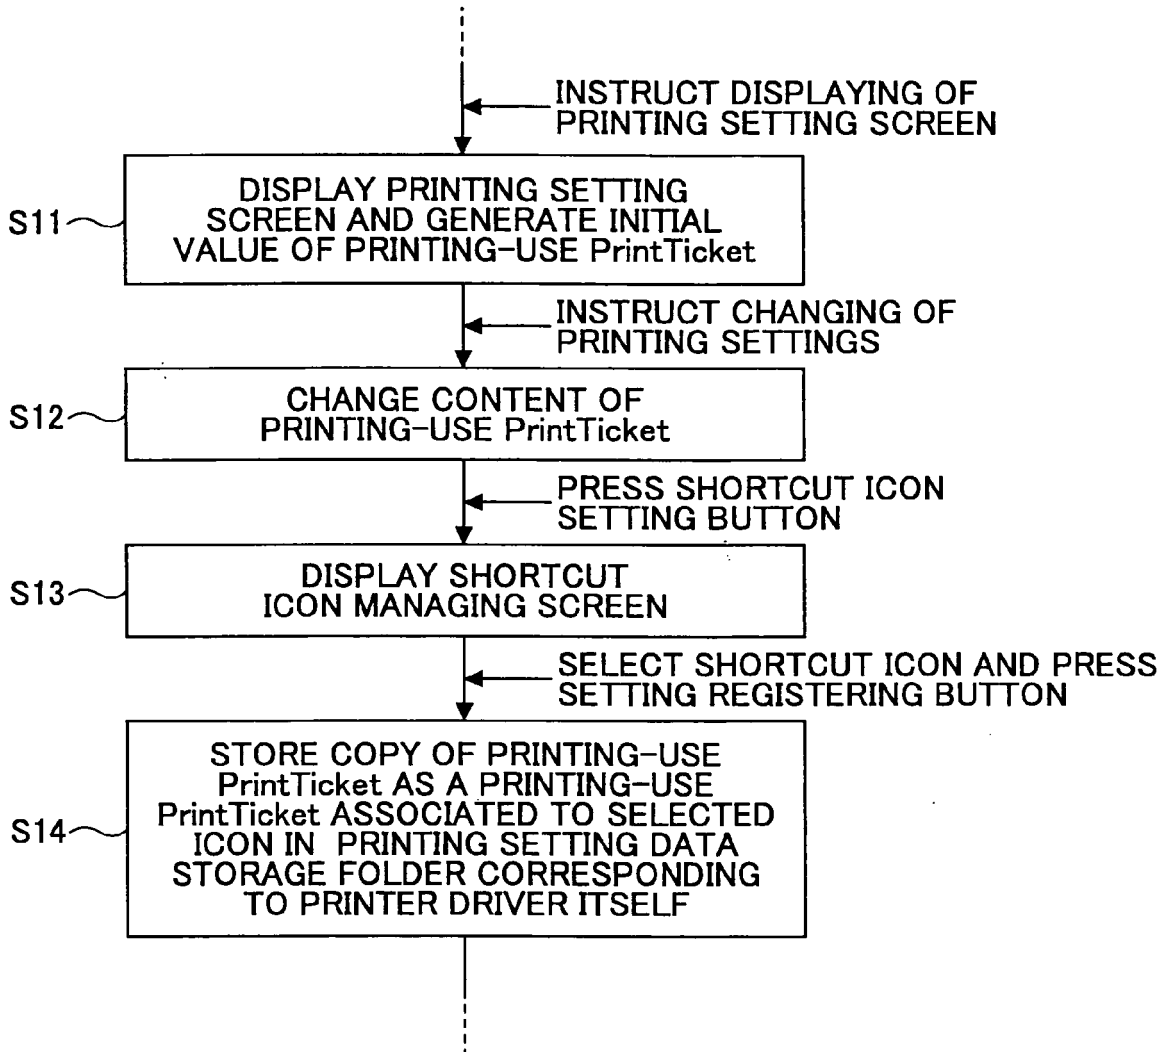 INSTRUCT DISPLAYING OF
PRINTING SETTING SCREEN
S11
DISPLAY PRINTING SETTING
SCREEN AND GENERATE INITIAL
VALUE OF PRINTING-USE PrintTicket
INSTRUCT CHANGING OF
PRINTING SETTINGS
S12
CHANGE CONTENT OF
PRINTING-USE PrintTicket
PRESS SHORTCUT ICON
SETTING BUTTON
S13
DISPLAY SHORTCUT
ICON MANAGING SCREEN
SELECT SHORTCUT ICON AND PRESS
SETTING REGISTERING BUTTON
S14
STORE COPY OF PRINTING-USE
PrintTicket AS A PRINTING-USE
PrintTicket ASSOCIATED TO SELECTED
ICON IN PRINTING SETTING DATA
STORAGE FOLDER CORRESPONDING
TO PRINTER DRIVER ITSELF